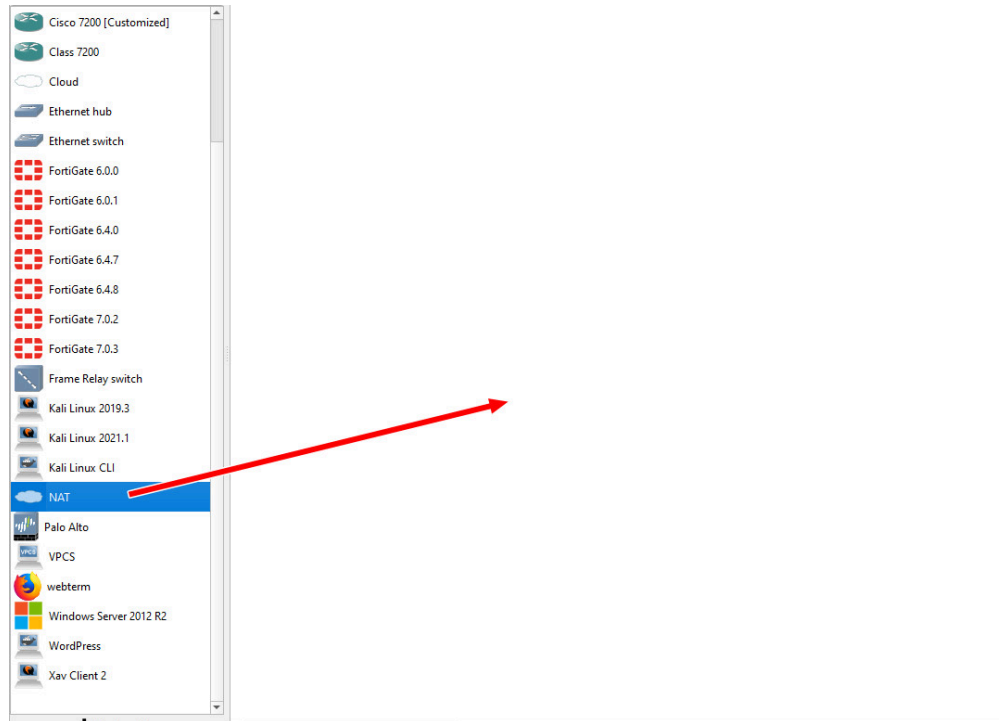 Cisco 7200 [Customized]
Class 7200
Cloud
Ethernet hub
Ethernet switch
FortiGate 6.0.0
FortiGate 6.0.1
FortiGate 6.4.0
FortiGate 6.4.7
FortiGate 6.4.8
FortiGate 7.0.2
FortiGate 7.0.3
Frame Relay switch
Kali Linux 2019.3
Kali Linux 2021.1
Kali Linux CLI
NAT
Palo Alto
VPCS
VPCS
webterm
Windows Server 2012 R2
WordPress
Xav Client 2